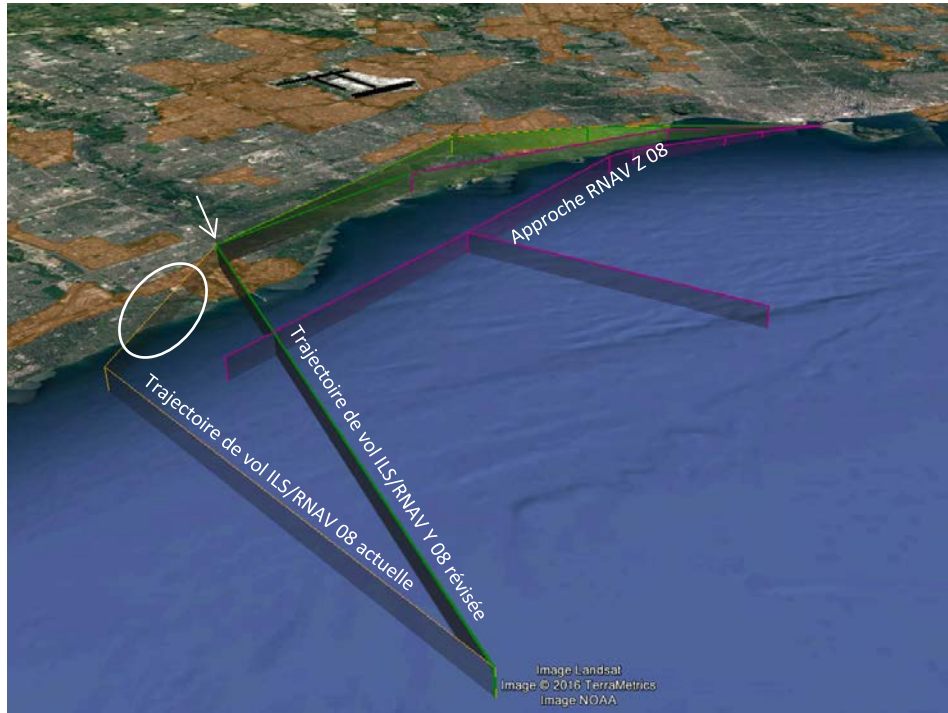 Approche RNAV Z 08
Trajectoire de vol ILS/RNAV Y 08 révisée
Trajectoire de vol ILS/RNAV 08 actuelle
Image Landsat
Image © 2016 TerraMetrics
Image NOAA